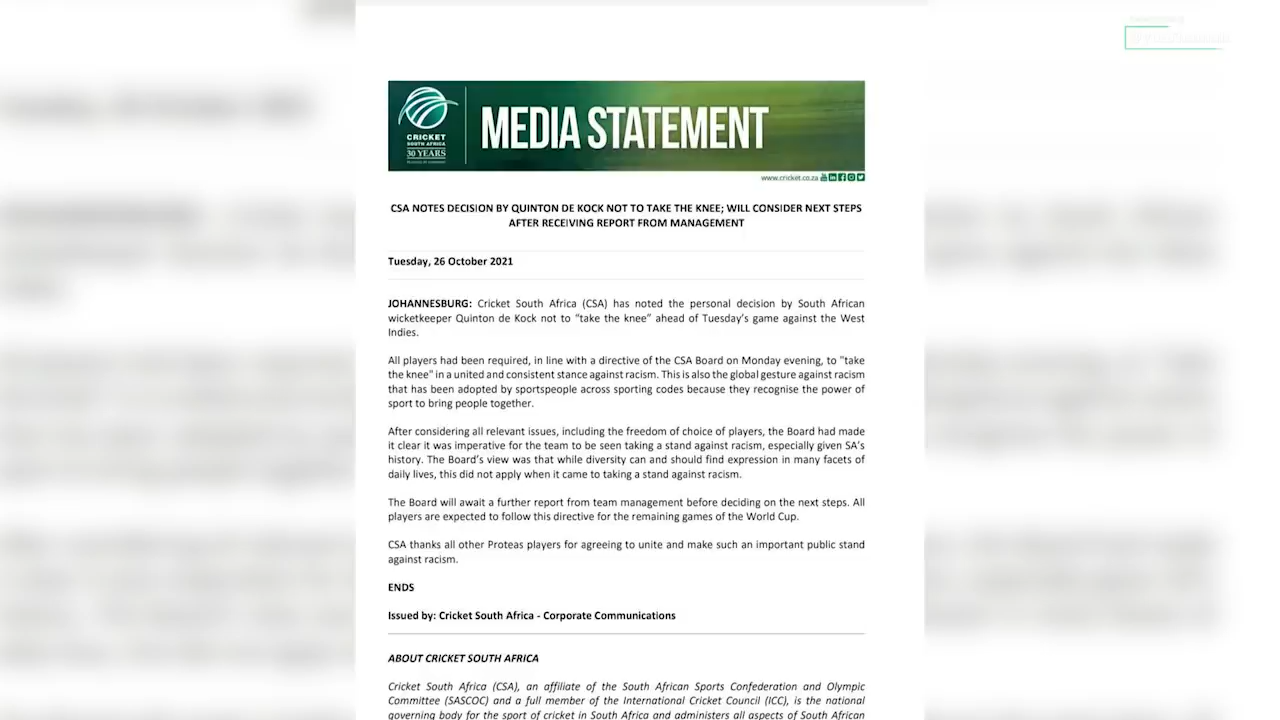 CRICKET
SOUTH AFRICA
30 YEARS
MEDIA STATEMENT
www.cricket.co.za
CSA NOTES DECISION BY QUINTON DE KOCK NOT TO TAKE THE KNEE; WILL CONSIDER NEXT STEPS
AFTER RECEIVING REPORT FROM MANAGEMENT
Tuesday, 26 October 2021
JOHANNESBURG: Cricket South Africa (CSA) has noted the personal decision by South African
wicketkeeper Quinton de Kock not to “take the knee” ahead of Tuesday’s game against the West
Indies.
All players had been required, in line with a directive of the CSA Board on Monday evening, to "take
the knee" in a united and consistent stance against racism. This is also the global gesture against racism
that has been adopted by sportspeople across sporting codes because they recognise the power of
sport to bring people together.
After considering all relevant issues, including the freedom of choice of players, the Board had made
it clear it was imperative for the team to be seen taking a stand against racism, especially given SA’s
history. The Board’s view was that while diversity can and should find expression in many facets of
daily lives, this did not apply when it came to taking a stand against racism.
The Board will await a further report from team management before deciding on the next steps. All
players are expected to follow this directive for the remaining games of the World Cup.
CSA thanks all other Proteas players for agreeing to unite and make such an important public stand
against racism.
ENDS
Issued by: Cricket South Africa - Corporate Communications
ABOUT CRICKET SOUTH AFRICA
Cricket South Africa (CSA), an affiliate of the South African Sports Confederation and Olympic
Committee (SASCOC) and a full member of the International Cricket Council (ICC), is the national
governing body for the sport of cricket in South Africa and administers all aspects of South African